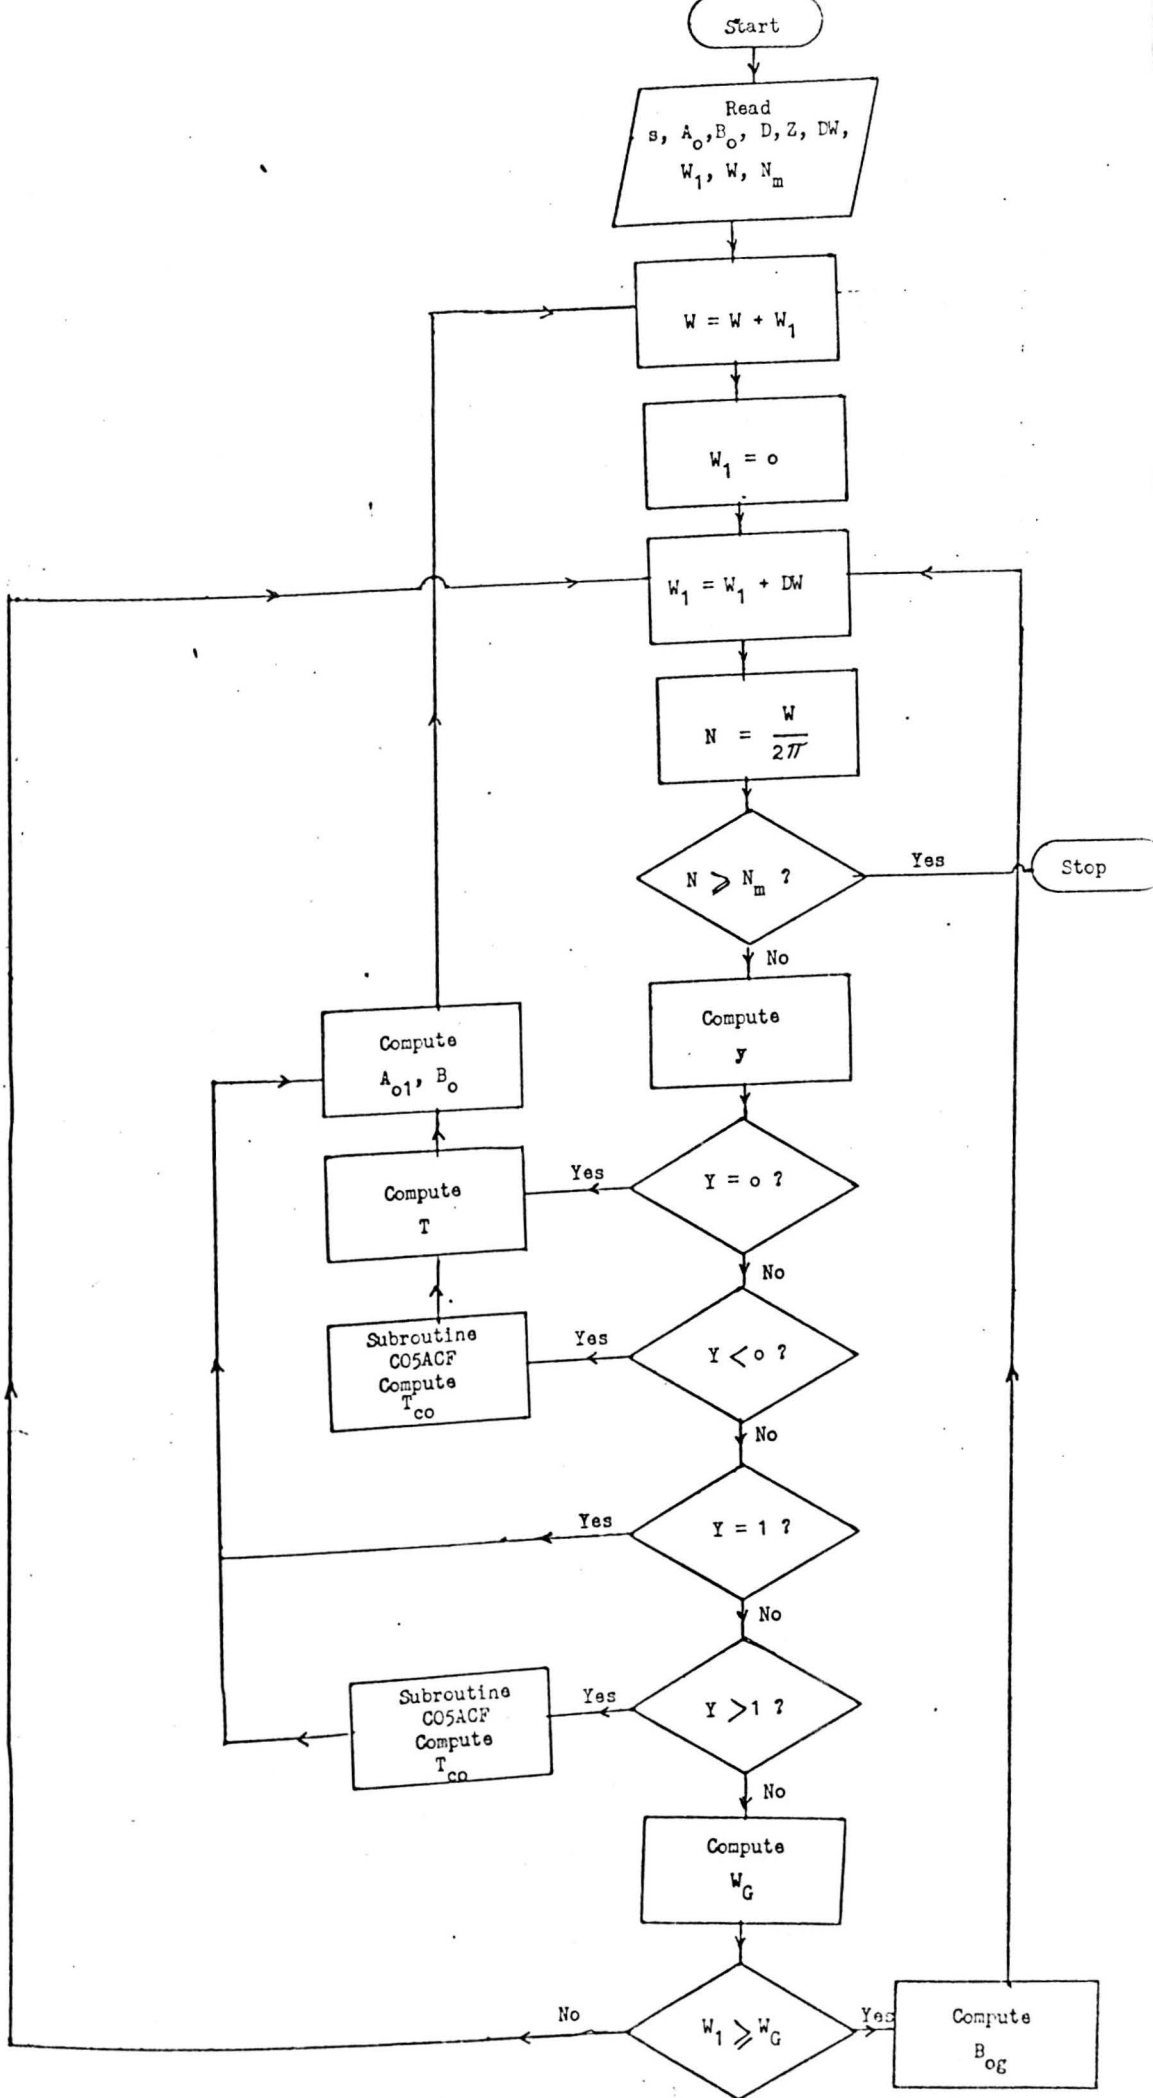 Start
Read
s, A_o, B_o, D, Z, DW,
W_1, W, N_m
W = W + W_1
W_1 = o
W_1 = W_1 + DW
N = W / 2π
N ⩾ N_m ?
Yes
Stop
No
Compute
y
Compute
A_o1, B_o
Y = o ?
Yes
Compute
T
No
Y < o ?
Yes
Subroutine
CO5ACF
Compute
T_co
No
Y = 1 ?
Yes
No
Y > 1 ?
Yes
Subroutine
CO5ACF
Compute
T_co
No
Compute
W_G
W_1 ⩾ W_G
No
Yes
Compute
B_og